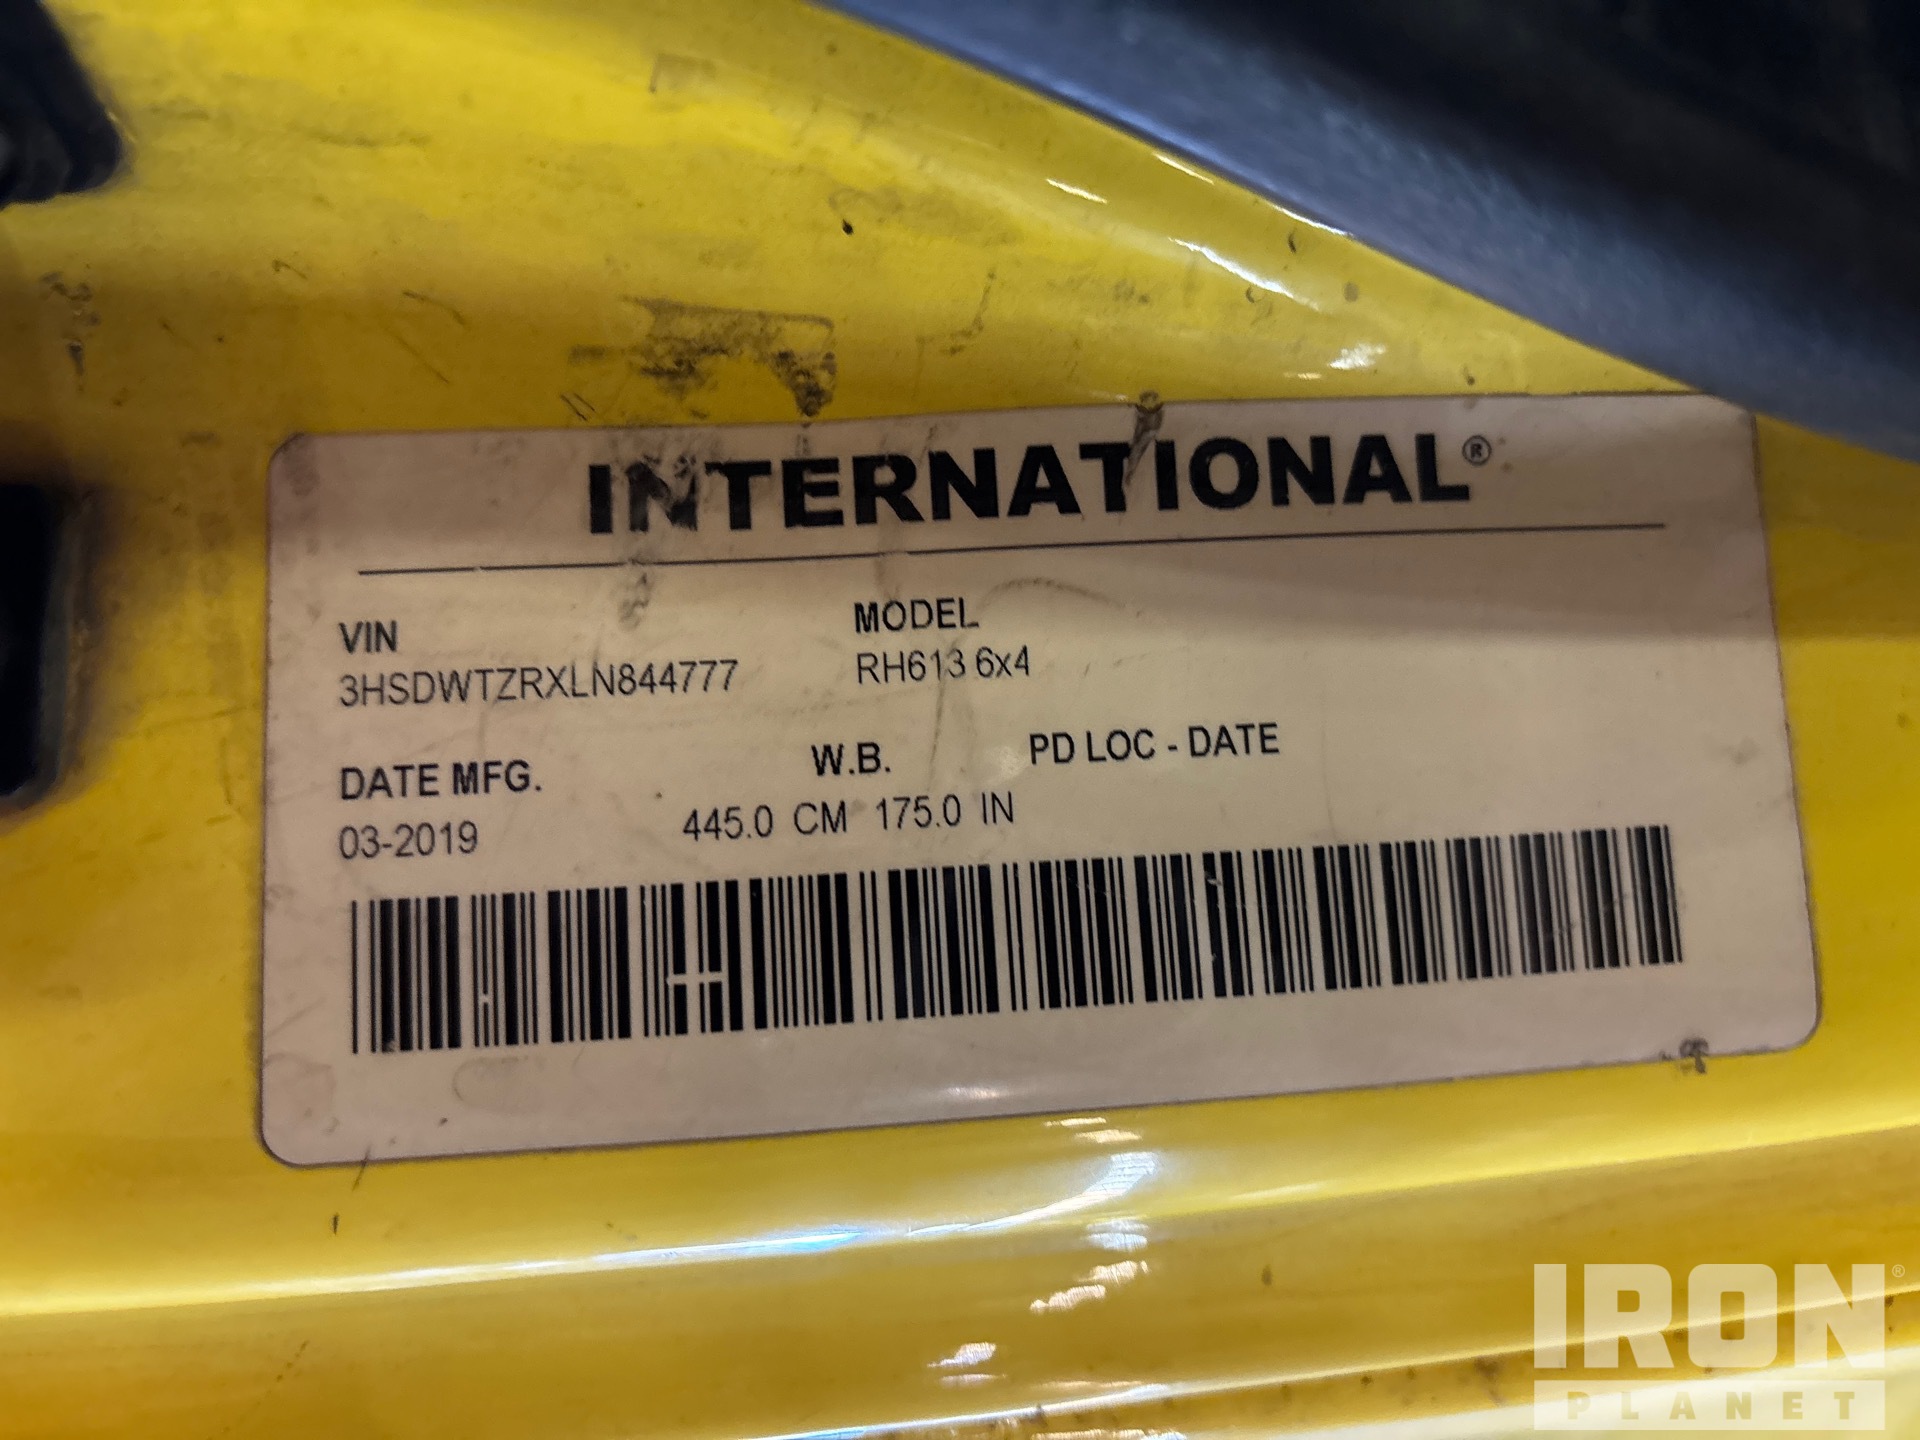 INTERNATIONAL®
VIN MODEL
3HSDWTZRXLN844777 RH613 6x4
DATE MFG. W.B. PD LOC - DATE
03-2019 445.0 CM 175.0 IN
IRON®
PLANET